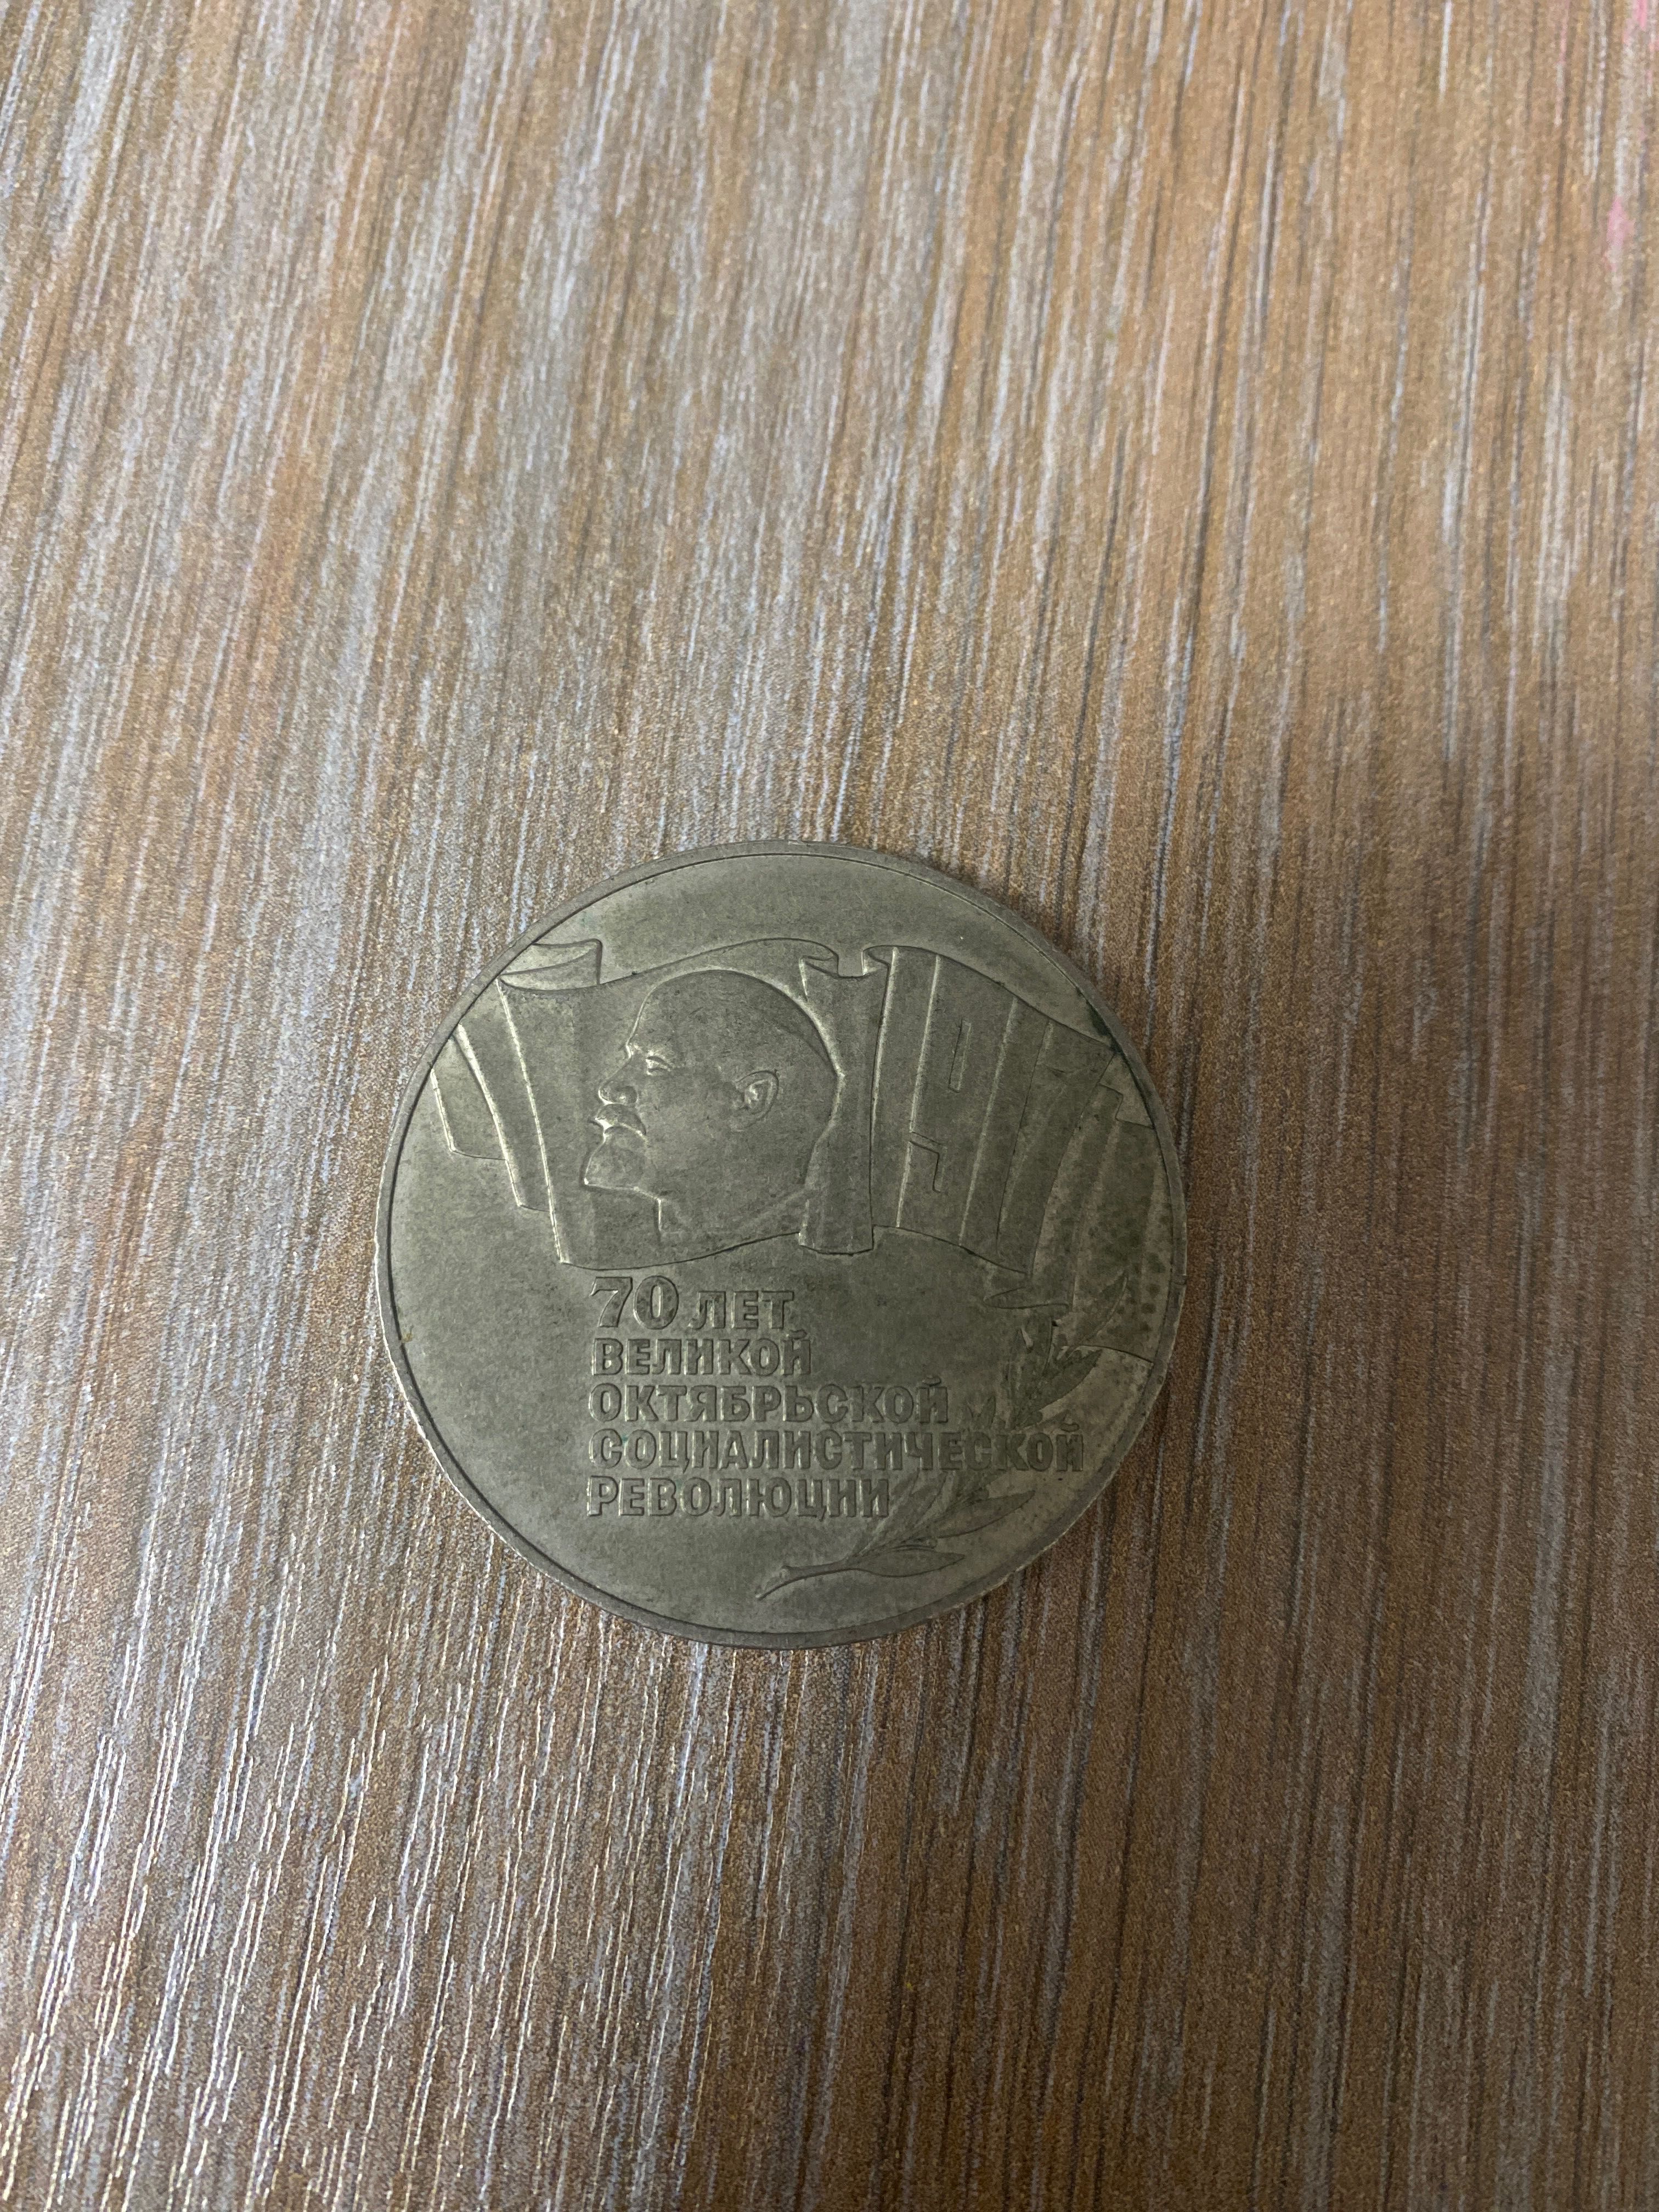 1917
70 ЛЕТ
ВЕЛИКОЙ
ОКТЯБРЬСКОЙ
СОЦИАЛИСТИЧЕСКОЙ
РЕВОЛЮЦИИ